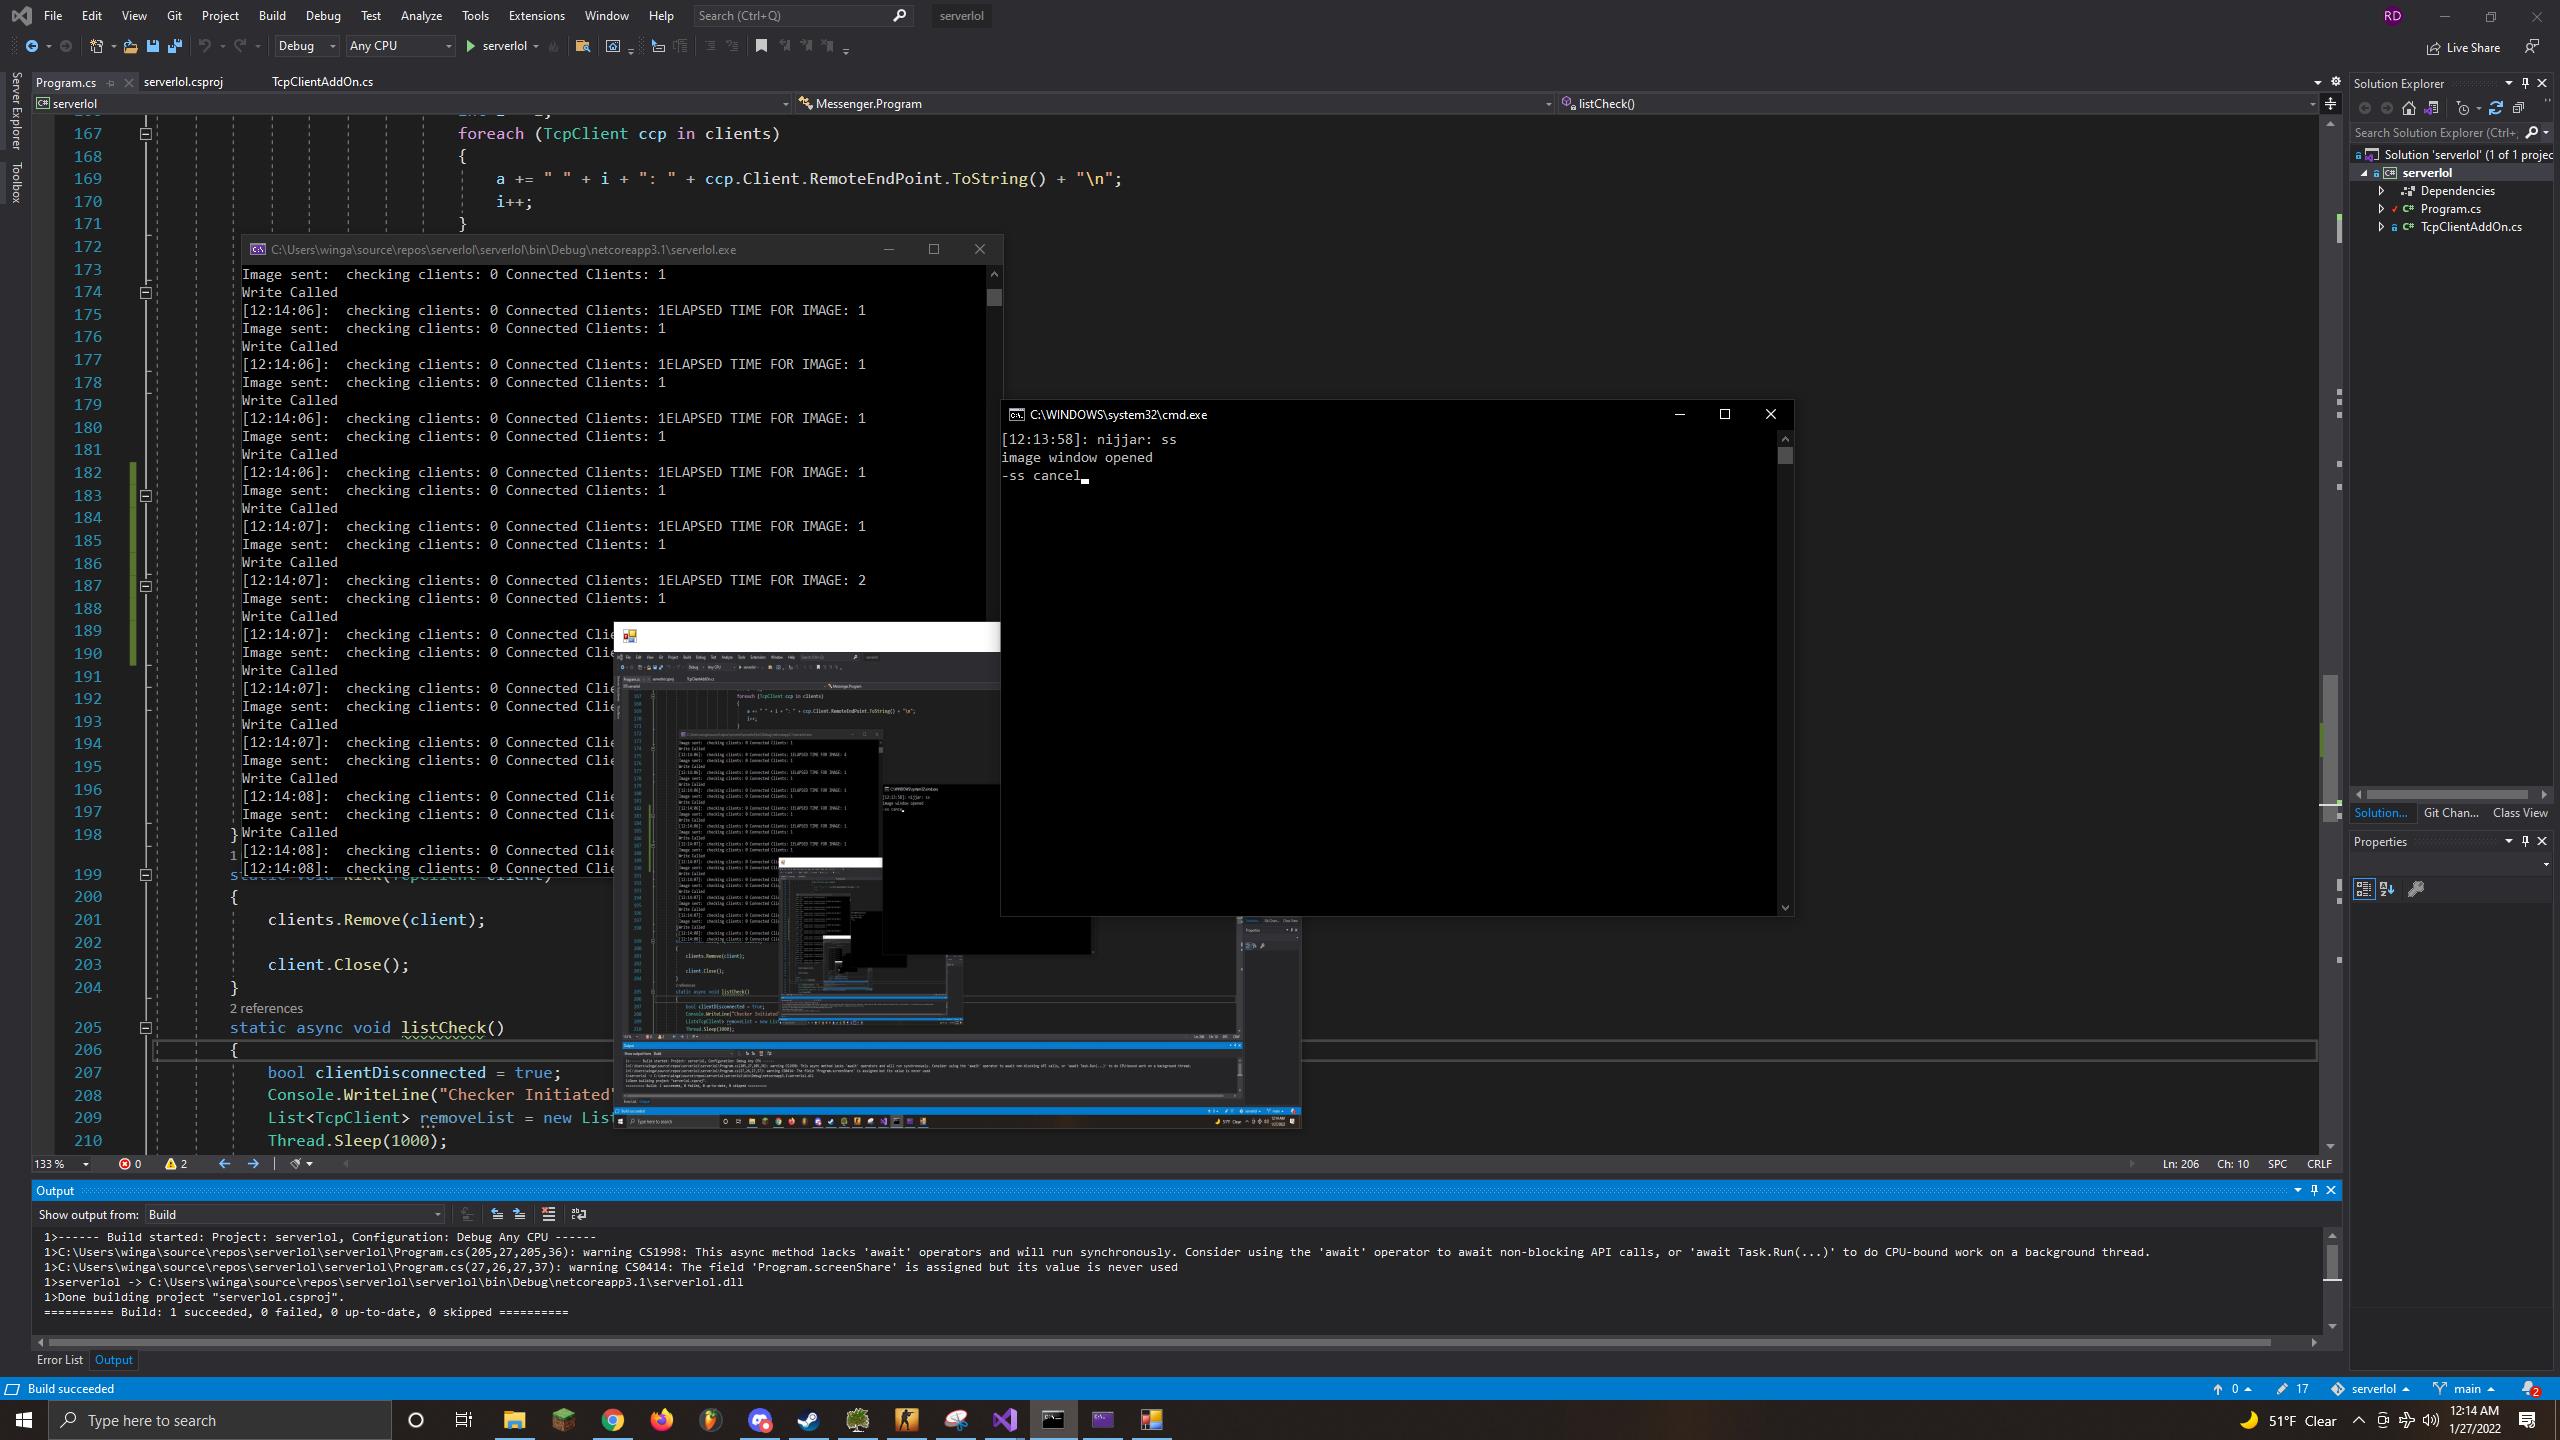 File Edit View Git Project Build Debug Test Analyze Tools Extensions Window Help Search (Ctrl+Q) serverlol RD
Debug Any CPU serverlol Live Share
Program.cs serverlol.csproj TcpClientAddOn.cs
serverlol Messenger.Program listCheck()
Server Explorer
Toolbox
167 foreach (TcpClient ccp in clients)
168 {
169 a += " " + i + ": " + ccp.Client.RemoteEndPoint.ToString() + "\n";
170 i++;
171 }
172
173
174
175
176
177
178
179
180
181
182
183
184
185
186
187
188
189
190
191
192
193
194
195
196
197
198 }
199 static void Kick(TcpClient client)
200 {
201 clients.Remove(client);
202
203 client.Close();
204 }
2 references
205 static async void listCheck()
206 {
207 bool clientDisconnected = true;
208 Console.WriteLine("Checker Initiated"
209 List<TcpClient> removeList = new List
210 Thread.Sleep(1000);
C:\Users\winga\source\repos\serverlol\serverlol\bin\Debug\netcoreapp3.1\serverlol.exe
Image sent: checking clients: 0 Connected Clients: 1
Write Called
[12:14:06]: checking clients: 0 Connected Clients: 1ELAPSED TIME FOR IMAGE: 1
Image sent: checking clients: 0 Connected Clients: 1
Write Called
[12:14:06]: checking clients: 0 Connected Clients: 1ELAPSED TIME FOR IMAGE: 1
Image sent: checking clients: 0 Connected Clients: 1
Write Called
[12:14:06]: checking clients: 0 Connected Clients: 1ELAPSED TIME FOR IMAGE: 1
Image sent: checking clients: 0 Connected Clients: 1
Write Called
[12:14:06]: checking clients: 0 Connected Clients: 1ELAPSED TIME FOR IMAGE: 1
Image sent: checking clients: 0 Connected Clients: 1
Write Called
[12:14:07]: checking clients: 0 Connected Clients: 1ELAPSED TIME FOR IMAGE: 1
Image sent: checking clients: 0 Connected Clients: 1
Write Called
[12:14:07]: checking clients: 0 Connected Clients: 1ELAPSED TIME FOR IMAGE: 2
Image sent: checking clients: 0 Connected Clients: 1
Write Called
[12:14:07]: checking clients: 0 Connected Clie
Image sent: checking clients: 0 Connected Clie
Write Called
[12:14:07]: checking clients: 0 Connected Clie
Image sent: checking clients: 0 Connected Clie
Write Called
[12:14:07]: checking clients: 0 Connected Clie
Image sent: checking clients: 0 Connected Clie
Write Called
[12:14:08]: checking clients: 0 Connected Clie
Image sent: checking clients: 0 Connected Clie
Write Called
[12:14:08]: checking clients: 0 Connected Clie
[12:14:08]: checking clients: 0 Connected Clie
C:\WINDOWS\system32\cmd.exe
[12:13:58]: nijjar: ss
image window opened
-ss cancel
Solution Explorer
Search Solution Explorer (Ctrl+;
Solution 'serverlol' (1 of 1 projec
serverlol
Dependencies
Program.cs
TcpClientAddOn.cs
Solution... Git Chan... Class View
Properties
133 % 0 2 Ln: 206 Ch: 10 SPC CRLF
Output
Show output from: Build
1>------ Build started: Project: serverlol, Configuration: Debug Any CPU ------
1>C:\Users\winga\source\repos\serverlol\serverlol\Program.cs(205,27,205,36): warning CS1998: This async method lacks 'await' operators and will run synchronously. Consider using the 'await' operator to await non-blocking API calls, or 'await Task.Run(...)' to do CPU-bound work on a background thread.
1>C:\Users\winga\source\repos\serverlol\serverlol\Program.cs(27,26,27,37): warning CS0414: The field 'Program.screenShare' is assigned but its value is never used
1>serverlol -> C:\Users\winga\source\repos\serverlol\serverlol\bin\Debug\netcoreapp3.1\serverlol.dll
1>Done building project "serverlol.csproj".
========== Build: 1 succeeded, 0 failed, 0 up-to-date, 0 skipped ==========
Error List Output
Build succeeded 0 17 serverlol main 2
Type here to search 51°F Clear 12:14 AM
1/27/2022